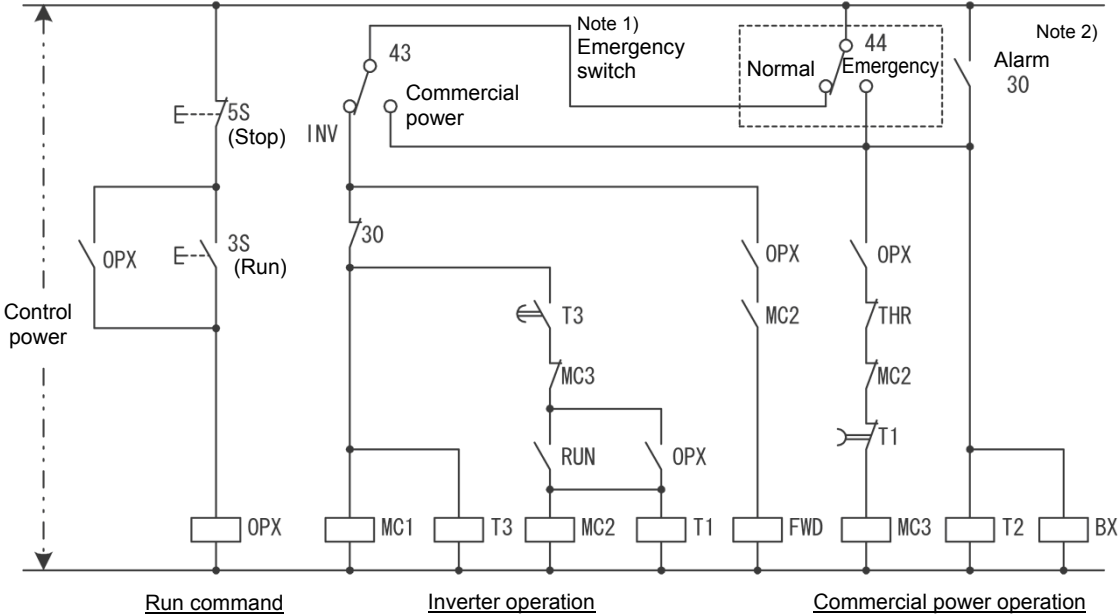 Note 1)
Emergency
switch
Note 2)
43
44
Normal
Emergency
Alarm
30
Commercial
power
INV
5S
(Stop)
30
OPX
3S
(Run)
OPX
OPX
Control
power
T3
MC2
THR
MC3
MC2
T1
RUN
OPX
OPX
MC1
T3
MC2
T1
FWD
MC3
T2
BX
Run command
Inverter operation
Commercial power operation